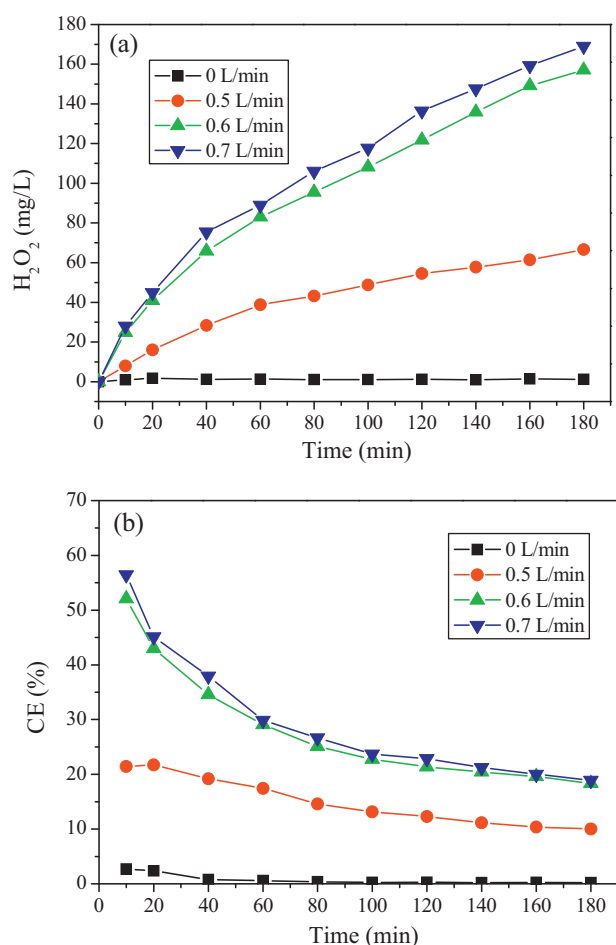 (a)
0 L/min
0.5 L/min
0.6 L/min
0.7 L/min
180
160
140
120
100
80
60
40
20
0
H₂O₂ (mg/L)
0 20 40 60 80 100 120 140 160 180
Time (min)
(b)
0 L/min
0.5 L/min
0.6 L/min
0.7 L/min
70
60
50
40
30
20
10
0
CE (%)
0 20 40 60 80 100 120 140 160 180
Time (min)